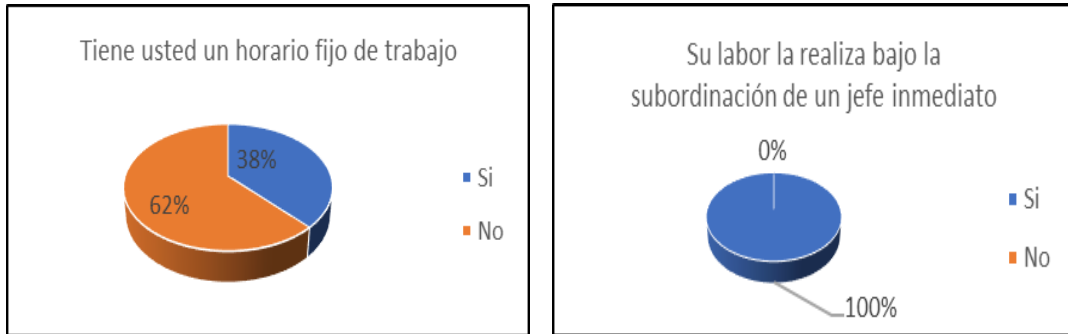 Tiene usted un horario fijo de trabajo
38%
62%
Si
No
Su labor la realiza bajo la
subordinación de un jefe inmediato
0%
100%
Si
No